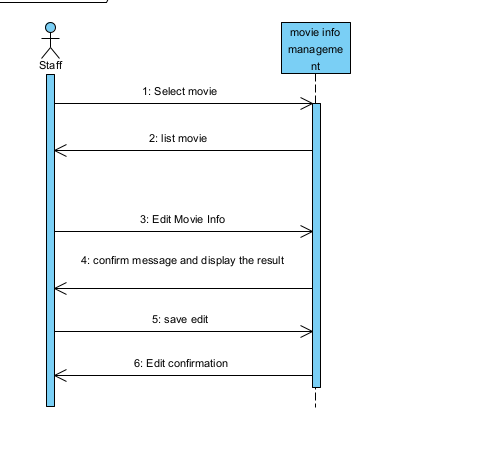 movie info
manageme
nt
Staff
1: Select movie
2: list movie
3: Edit Movie Info
4: confirm message and display the result
5: save edit
6: Edit confirmation